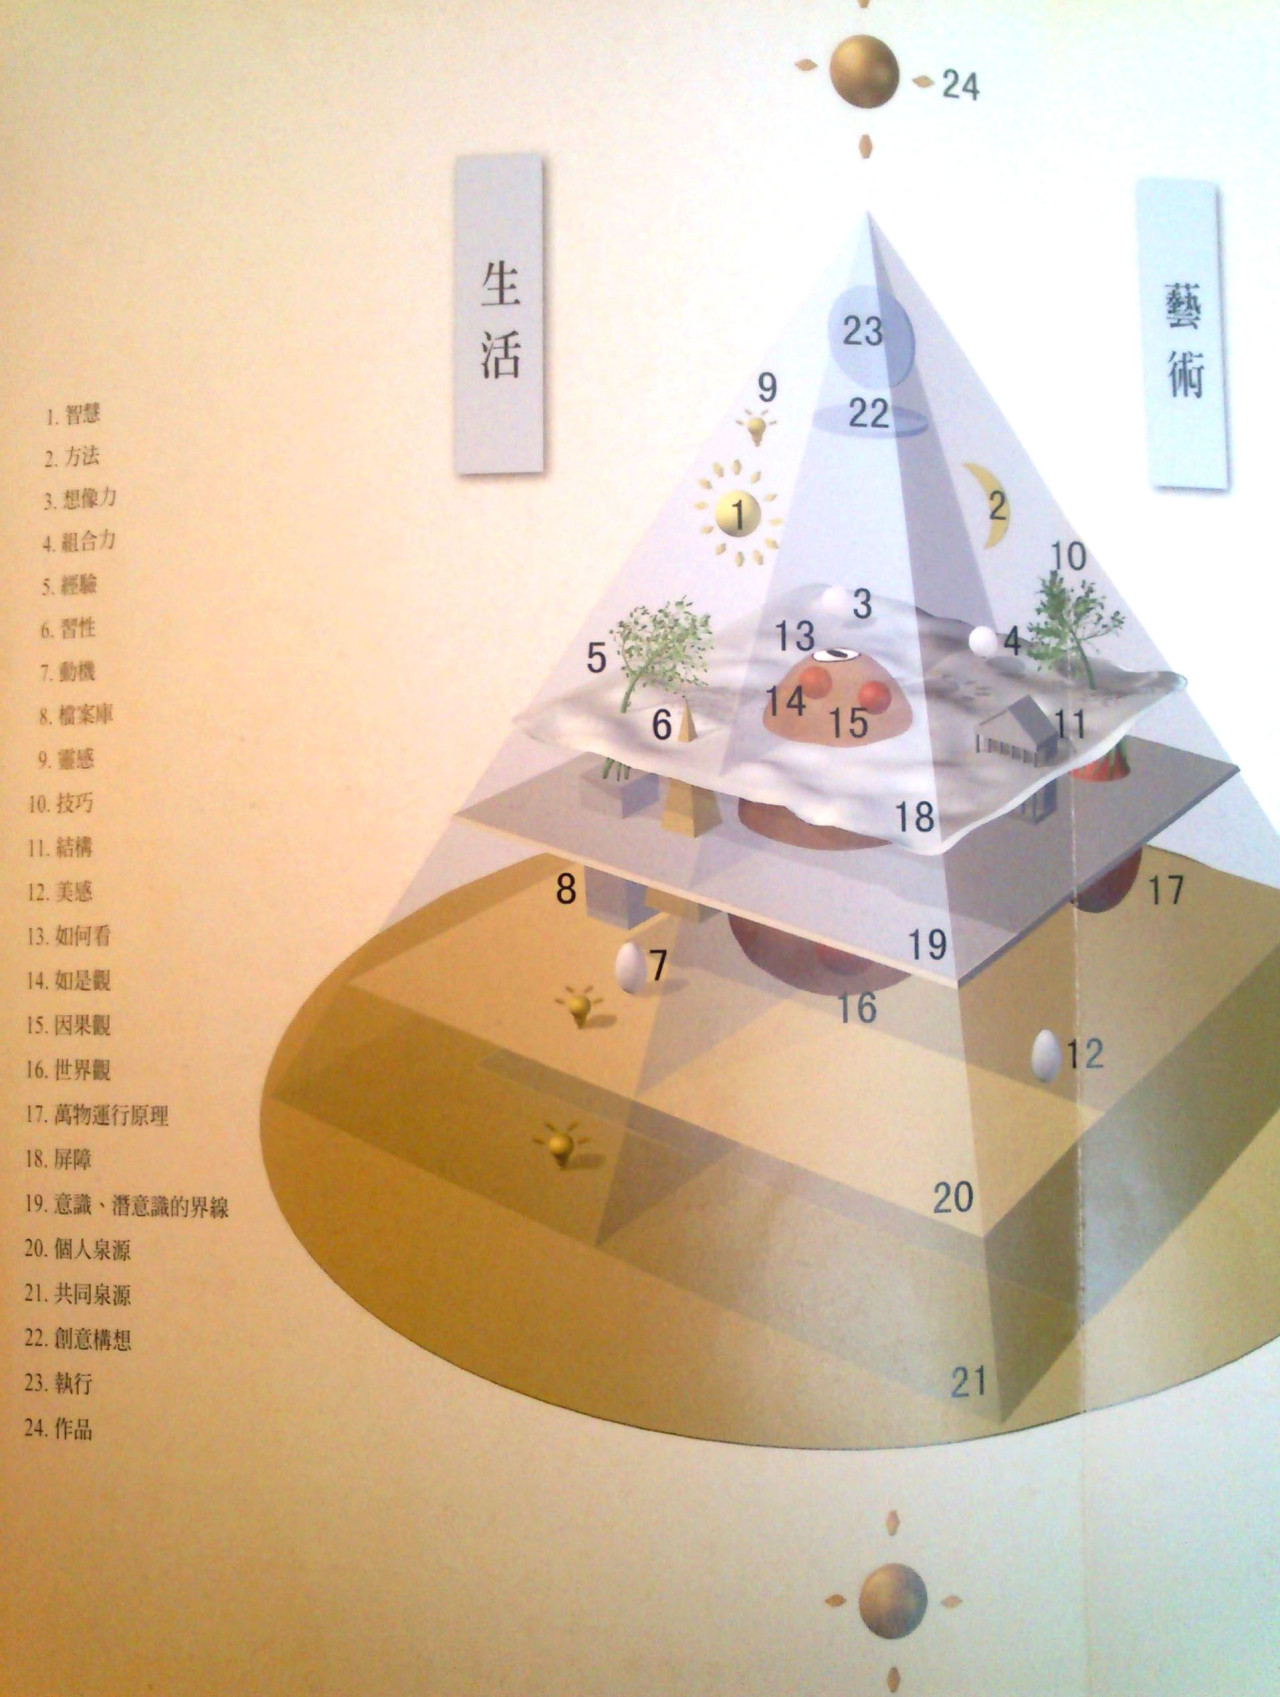 24
生活
藝術
23
9
22
1
2
10
3
13
4
5
14
15
6
11
18
8
17
19
7
16
12
20
21
1. 智慧
2. 方法
3. 想像力
4. 組合力
5. 經驗
6. 習性
7. 動機
8. 檔案庫
9. 靈感
10. 技巧
11. 結構
12. 美感
13. 如何看
14. 如是觀
15. 因果觀
16. 世界觀
17. 萬物運行原理
18. 屏障
19. 意識、潛意識的界線
20. 個人泉源
21. 共同泉源
22. 創意構想
23. 執行
24. 作品